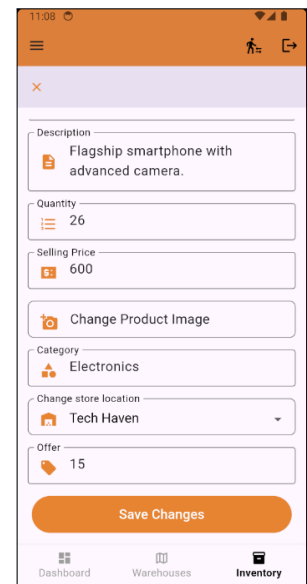 11:08
Description
Flagship smartphone with
advanced camera.
Quantity
26
Selling Price
600
Change Product Image
Category
Electronics
Change store location
Tech Haven
Offer
15
Save Changes
Dashboard Warehouses Inventory